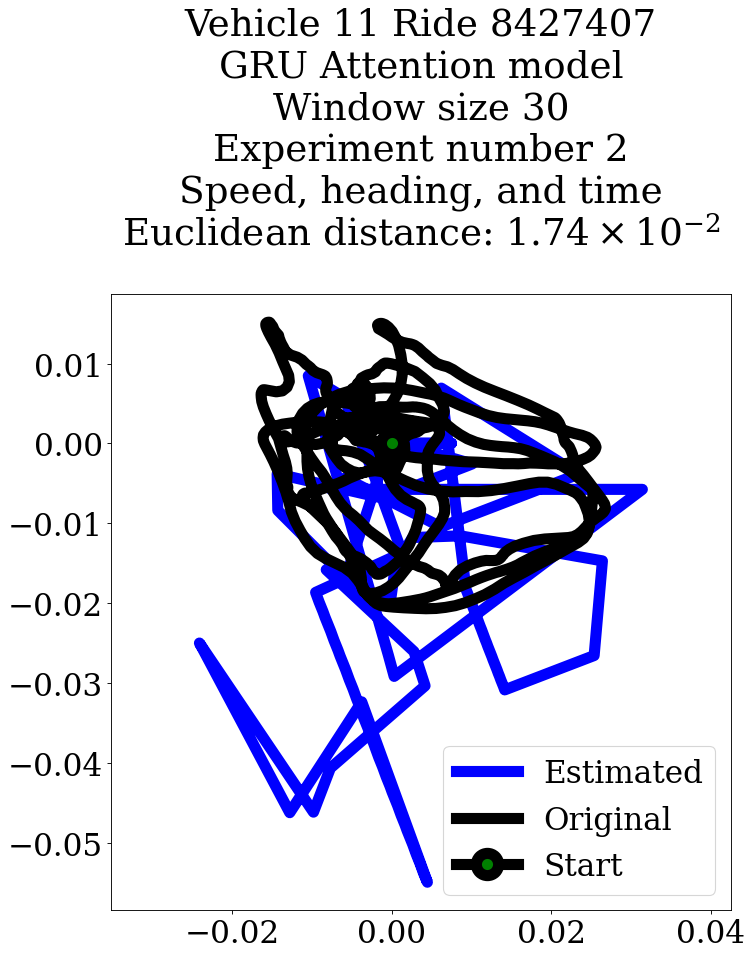 Vehicle 11 Ride 8427407
GRU Attention model
Window size 30
Experiment number 2
Speed, heading, and time
Euclidean distance: 1.74 × 10⁻²
0.01
0.00
−0.01
−0.02
−0.03
−0.04
−0.05
Estimated
Original
Start
−0.02 0.00 0.02 0.04